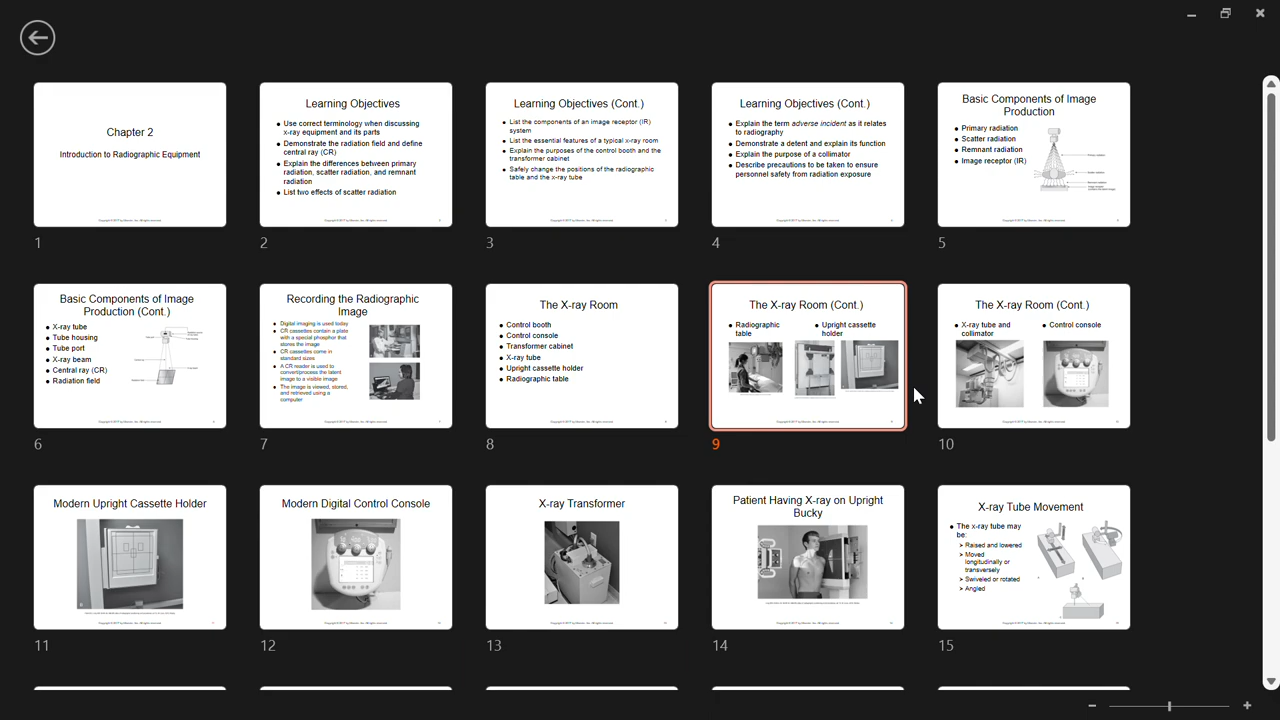 Chapter 2
Introduction to Radiographic Equipment
1
Learning Objectives
● Use correct terminology when discussing
x-ray equipment and its parts
● Demonstrate the radiation field and define
central ray (CR)
● Explain the differences between primary
radiation, scatter radiation, and remnant
radiation
● List two effects of scatter radiation
2
Learning Objectives (Cont.)
● List the components of an image receptor (IR)
system
● List the essential features of a typical x-ray room
● Explain the purposes of the control booth and the
transformer cabinet
● Safely change the positions of the radiographic
table and the x-ray tube
3
Learning Objectives (Cont.)
● Explain the term adverse incident as it relates
to radiography
● Demonstrate a detent and explain its function
● Explain the purpose of a collimator
● Describe precautions to be taken to ensure
personnel safety from radiation exposure
4
Basic Components of Image
Production
● Primary radiation
● Scatter radiation
● Remnant radiation
● Image receptor (IR)
5
Basic Components of Image
Production (Cont.)
● X-ray tube
● Tube housing
● Tube port
● X-ray beam
● Central ray (CR)
● Radiation field
6
Recording the Radiographic
Image
● Digital imaging is used today
● CR cassettes contain a plate
with a special phosphor that
stores the image
● CR cassettes come in
standard sizes
● A CR reader is used to
convert/process the latent
image to a visible image
● The image is viewed, stored,
and retrieved using a
computer
7
The X-ray Room
● Control booth
● Control console
● Transformer cabinet
● X-ray tube
● Upright cassette holder
● Radiographic table
8
The X-ray Room (Cont.)
● Radiographic
table
● Upright cassette
holder
9
The X-ray Room (Cont.)
● X-ray tube and
collimator
● Control console
10
Modern Upright Cassette Holder
11
Modern Digital Control Console
12
X-ray Transformer
13
Patient Having X-ray on Upright
Bucky
14
X-ray Tube Movement
● The x-ray tube may
be:
➢ Raised and lowered
➢ Moved
longitudinally or
transversely
➢ Swiveled or rotated
➢ Angled
15